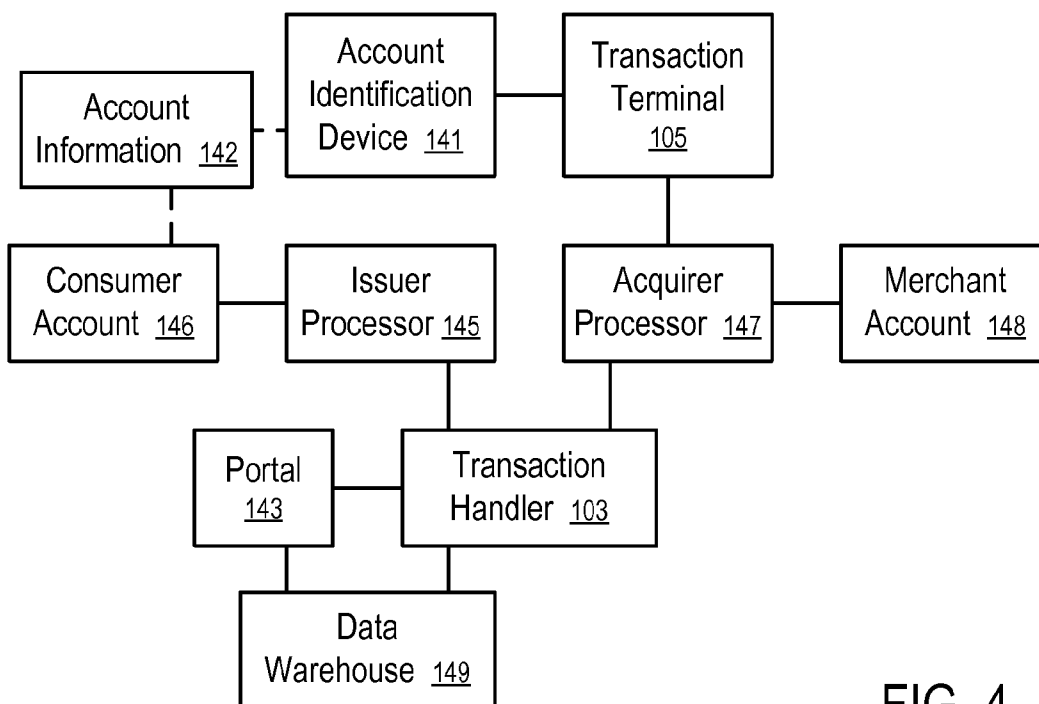 Account
Identification
Device 141
Transaction
Terminal
105
Account
Information 142
Consumer
Account 146
Issuer
Processor 145
Acquirer
Processor 147
Merchant
Account 148
Portal
143
Transaction
Handler 103
Data
Warehouse 149
FIG. 4